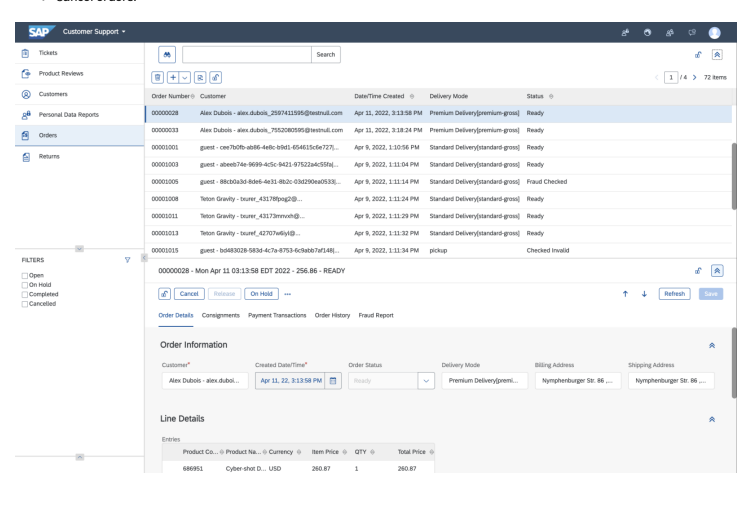 SAP Customer Support
Tickets
Product Reviews
Customers
Personal Data Reports
Orders
Returns
FILTERS
Open
On Hold
Completed
Cancelled
Search
1 / 4 72 items
Order Number Customer Date/Time Created Delivery Mode Status
00000028 Alex Dubois - alex.dubois_2597411595@testnull.com Apr 11, 2022, 3:13:58 PM Premium Delivery[premium-gross] Ready
00000033 Alex Dubois - alex.dubois_7552080595@testnull.com Apr 11, 2022, 3:18:24 PM Premium Delivery[premium-gross] Ready
00001001 guest - cee7b0fb-ab86-4e8c-b9d1-654615c6e727|... Apr 9, 2022, 1:10:56 PM Standard Delivery[standard-gross] Ready
00001003 guest - abeeb74e-9699-4c5c-9421-97522a4c55fa|... Apr 9, 2022, 1:11:04 PM Standard Delivery[standard-gross] Ready
00001005 guest - 88cb0a3d-8de6-4e31-8b2c-03d290ea0533|... Apr 9, 2022, 1:11:14 PM Standard Delivery[standard-gross] Fraud Checked
00001008 Teton Gravity - txurer_43178fpog2@... Apr 9, 2022, 1:11:24 PM Standard Delivery[standard-gross] Ready
00001011 Teton Gravity - txurer_43173mnvxh@... Apr 9, 2022, 1:11:29 PM Standard Delivery[standard-gross] Ready
00001013 Teton Gravity - txuref_42707w6iyl@... Apr 9, 2022, 1:11:32 PM Standard Delivery[standard-gross] Ready
00001015 guest - bd483028-583d-4c7a-8753-6c9abb7af148|... Apr 9, 2022, 1:11:34 PM pickup Checked Invalid
00000028 - Mon Apr 11 03:13:58 EDT 2022 - 256.86 - READY
Cancel Release On Hold ••• Refresh Save
Order Details Consignments Payment Transactions Order History Fraud Report
Order Information
Customer* Created Date/Time* Order Status Delivery Mode Billing Address Shipping Address
Alex Dubois - alex.duboi... Apr 11, 22, 3:13:58 PM Ready Premium Delivery[premi... Nymphenburger Str. 86 ,... Nymphenburger Str. 86 ,...
Line Details
Entries
Product Co... Product Na... Currency Item Price QTY Total Price
686951 Cyber-shot D... USD 260.87 1 260.87